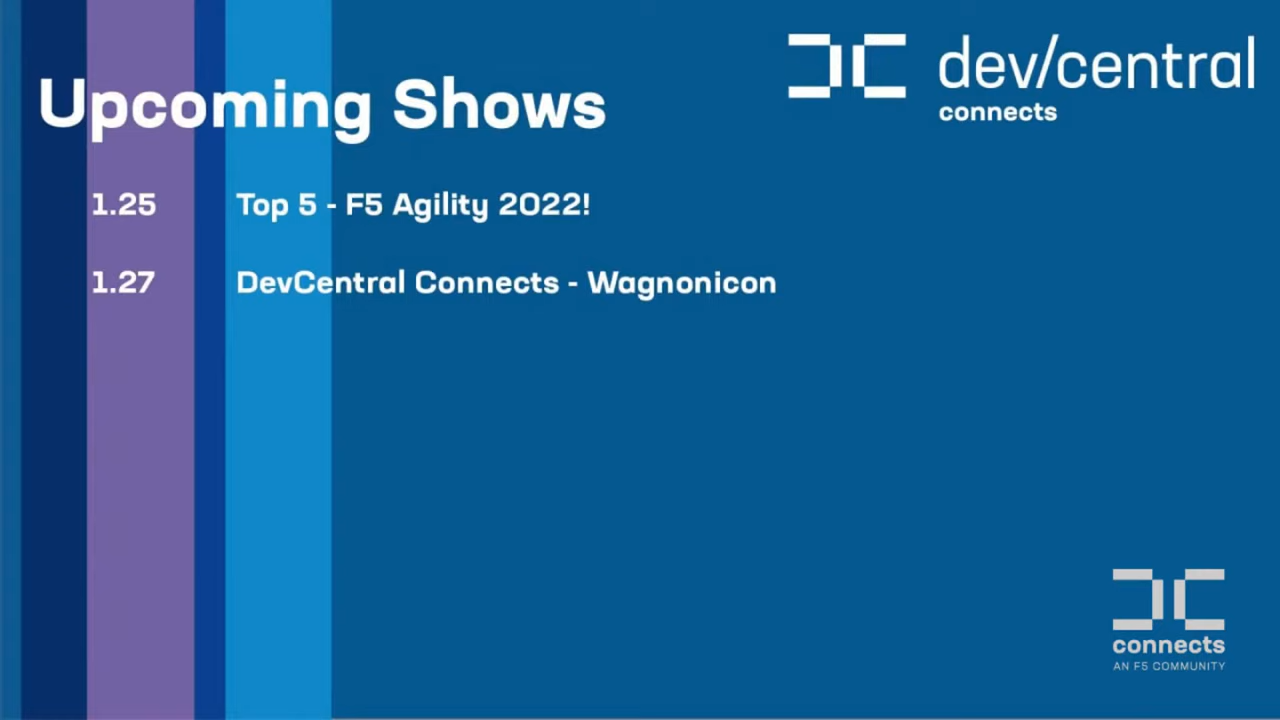 Upcoming Shows
dev/central
connects
1.25 Top 5 - F5 Agility 2022!
1.27 DevCentral Connects - Wagnonicon
connects
AN F5 COMMUNITY